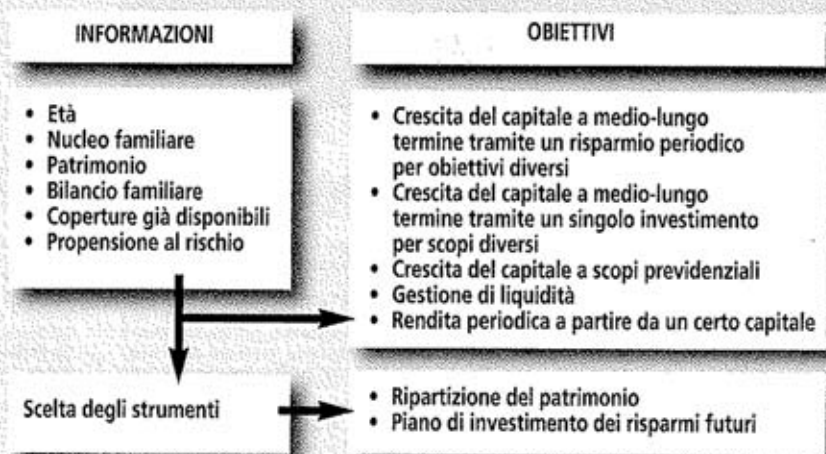 INFORMAZIONI
• Età
• Nucleo familiare
• Patrimonio
• Bilancio familiare
• Coperture già disponibili
• Propensione al rischio
Scelta degli strumenti
OBIETTIVI
• Crescita del capitale a medio-lungo
termine tramite un risparmio periodico
per obiettivi diversi
• Crescita del capitale a medio-lungo
termine tramite un singolo investimento
per scopi diversi
• Crescita del capitale a scopi previdenziali
• Gestione di liquidità
• Rendita periodica a partire da un certo capitale
• Ripartizione del patrimonio
• Piano di investimento dei risparmi futuri